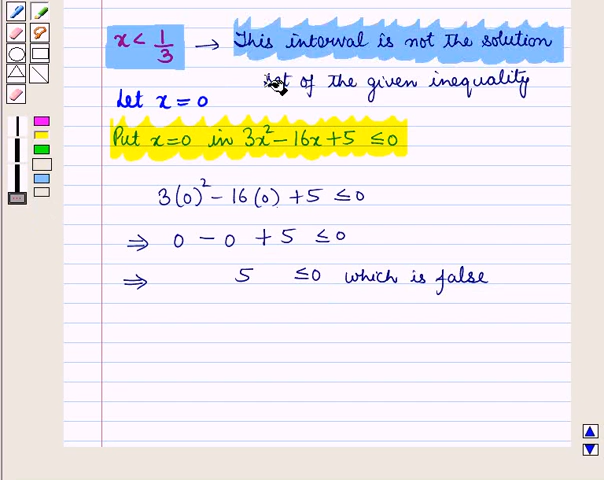 x < 1/3 → This interval is not the solution
set of the given inequality
Let x = 0
Put x=0 in 3x² - 16x + 5 ≤ 0
3(0)² - 16(0) + 5 ≤ 0
⇒ 0 - 0 + 5 ≤ 0
⇒ 5 ≤ 0 which is false